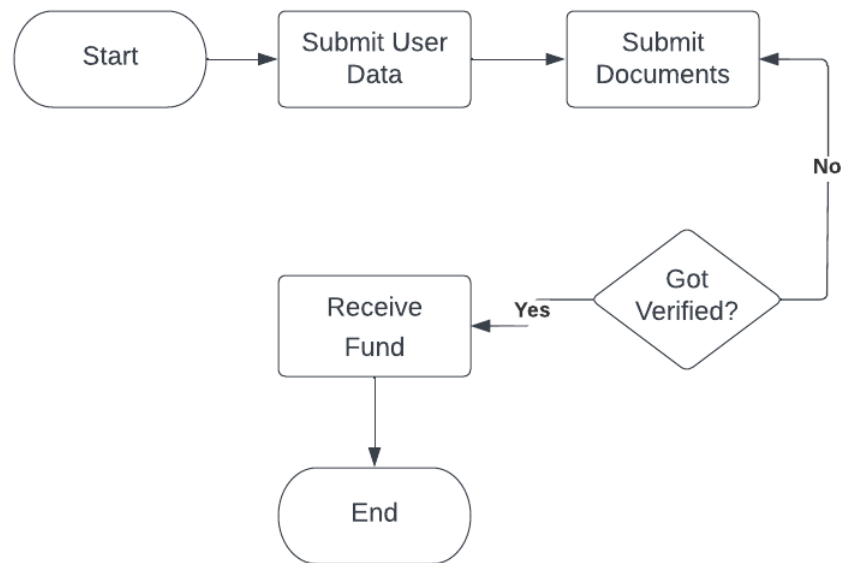 Start
Submit User
Data
Submit
Documents
No
Got
Verified?
Yes
Receive
Fund
End